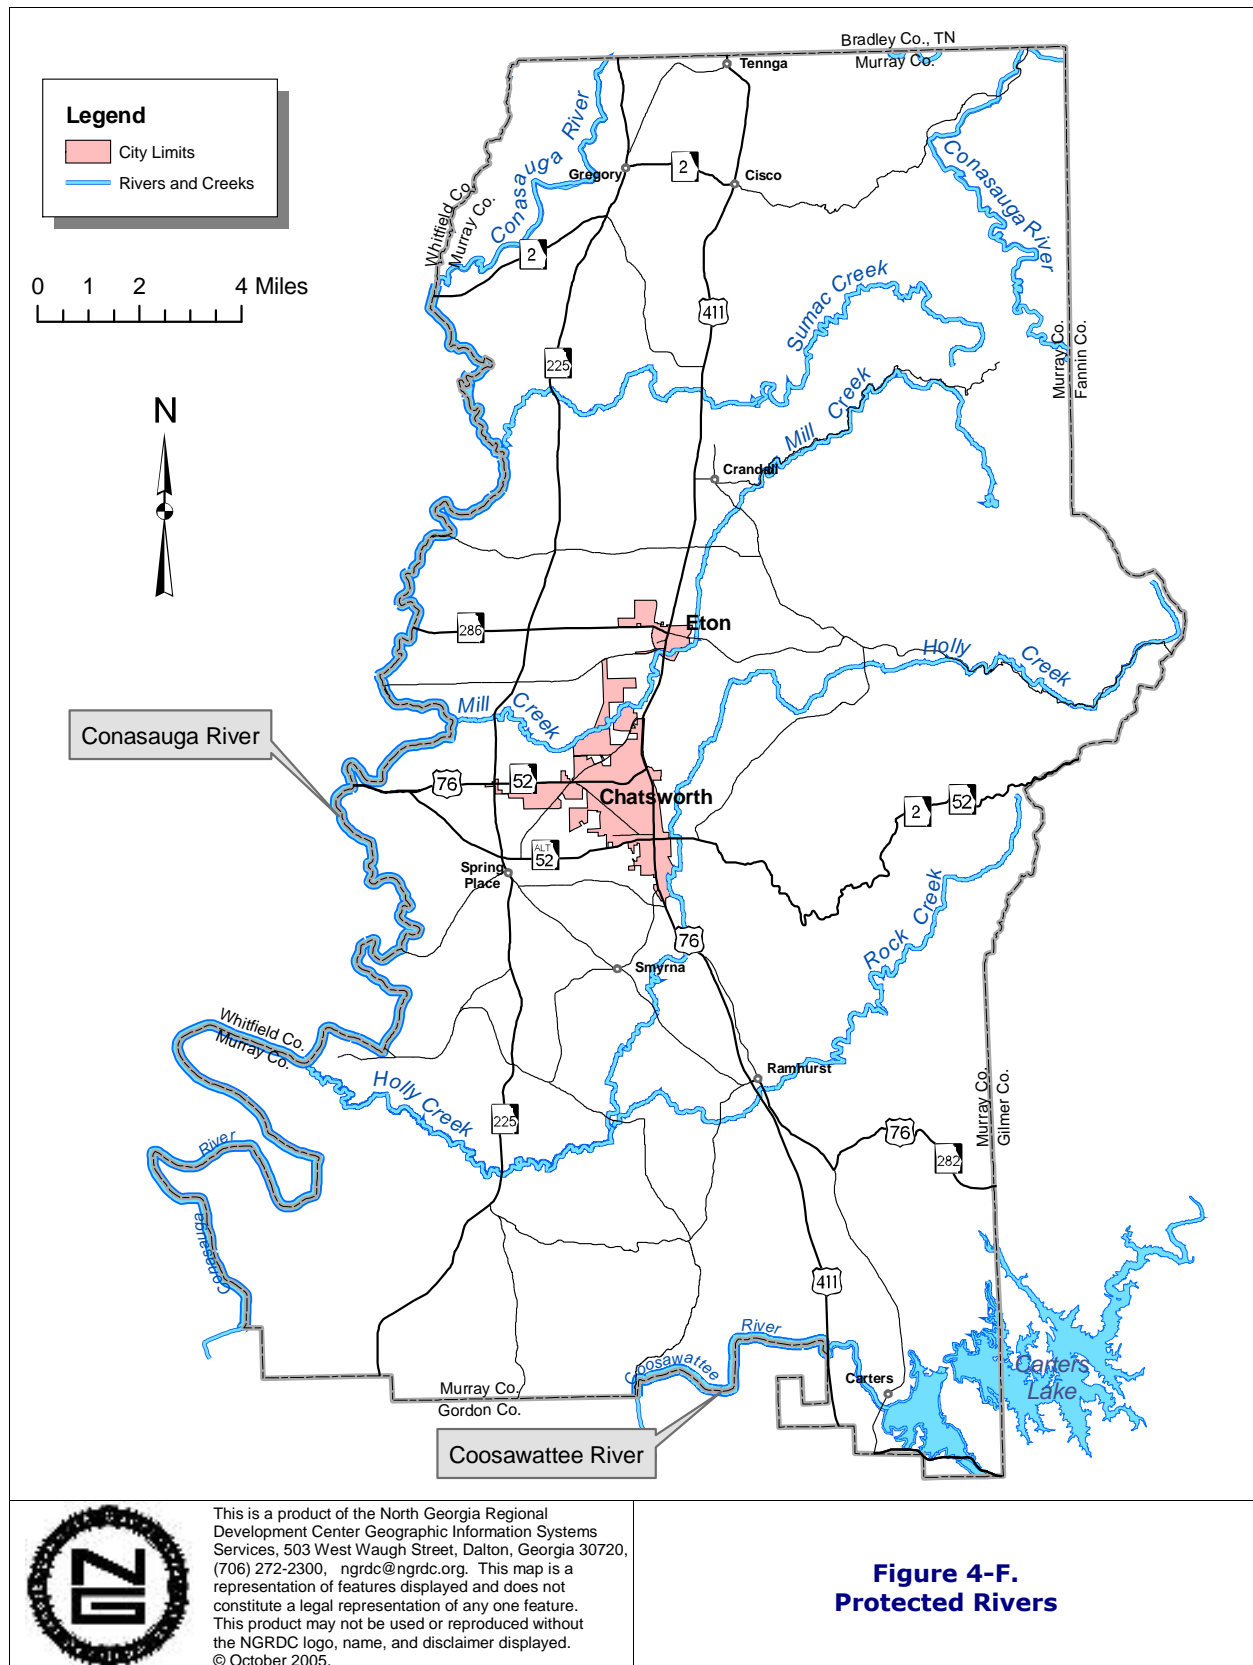 Bradley Co., TN
Murray Co.
Tennga
Legend
City Limits
Rivers and Creeks
Conasauga River
Whitfield Co.
Murray Co.
Gregory
2
Cisco
Conasauga River
2
0 1 2 4 Miles
411
Sumac Creek
Murray Co.
Fannin Co.
225
N
Mill Creek
Crandall
286
Eton
Holly Creek
Mill Creek
Conasauga River
76
52
Chatsworth
2
52
ALT
52
Spring
Place
Rock Creek
76
Smyrna
Whitfield Co.
Murray Co.
Ramhurst
Holly Creek
225
76
282
Murray Co.
Gilmer Co.
River
Conasauga
411
River
Coosawattee
Carters
Carters
Lake
Murray Co.
Gordon Co.
Coosawattee River
NG
This is a product of the North Georgia Regional
Development Center Geographic Information Systems
Services, 503 West Waugh Street, Dalton, Georgia 30720,
(706) 272-2300, ngrdc@ngrdc.org. This map is a
representation of features displayed and does not
constitute a legal representation of any one feature.
This product may not be used or reproduced without
the NGRDC logo, name, and disclaimer displayed.
© October 2005.
Figure 4-F.
Protected Rivers